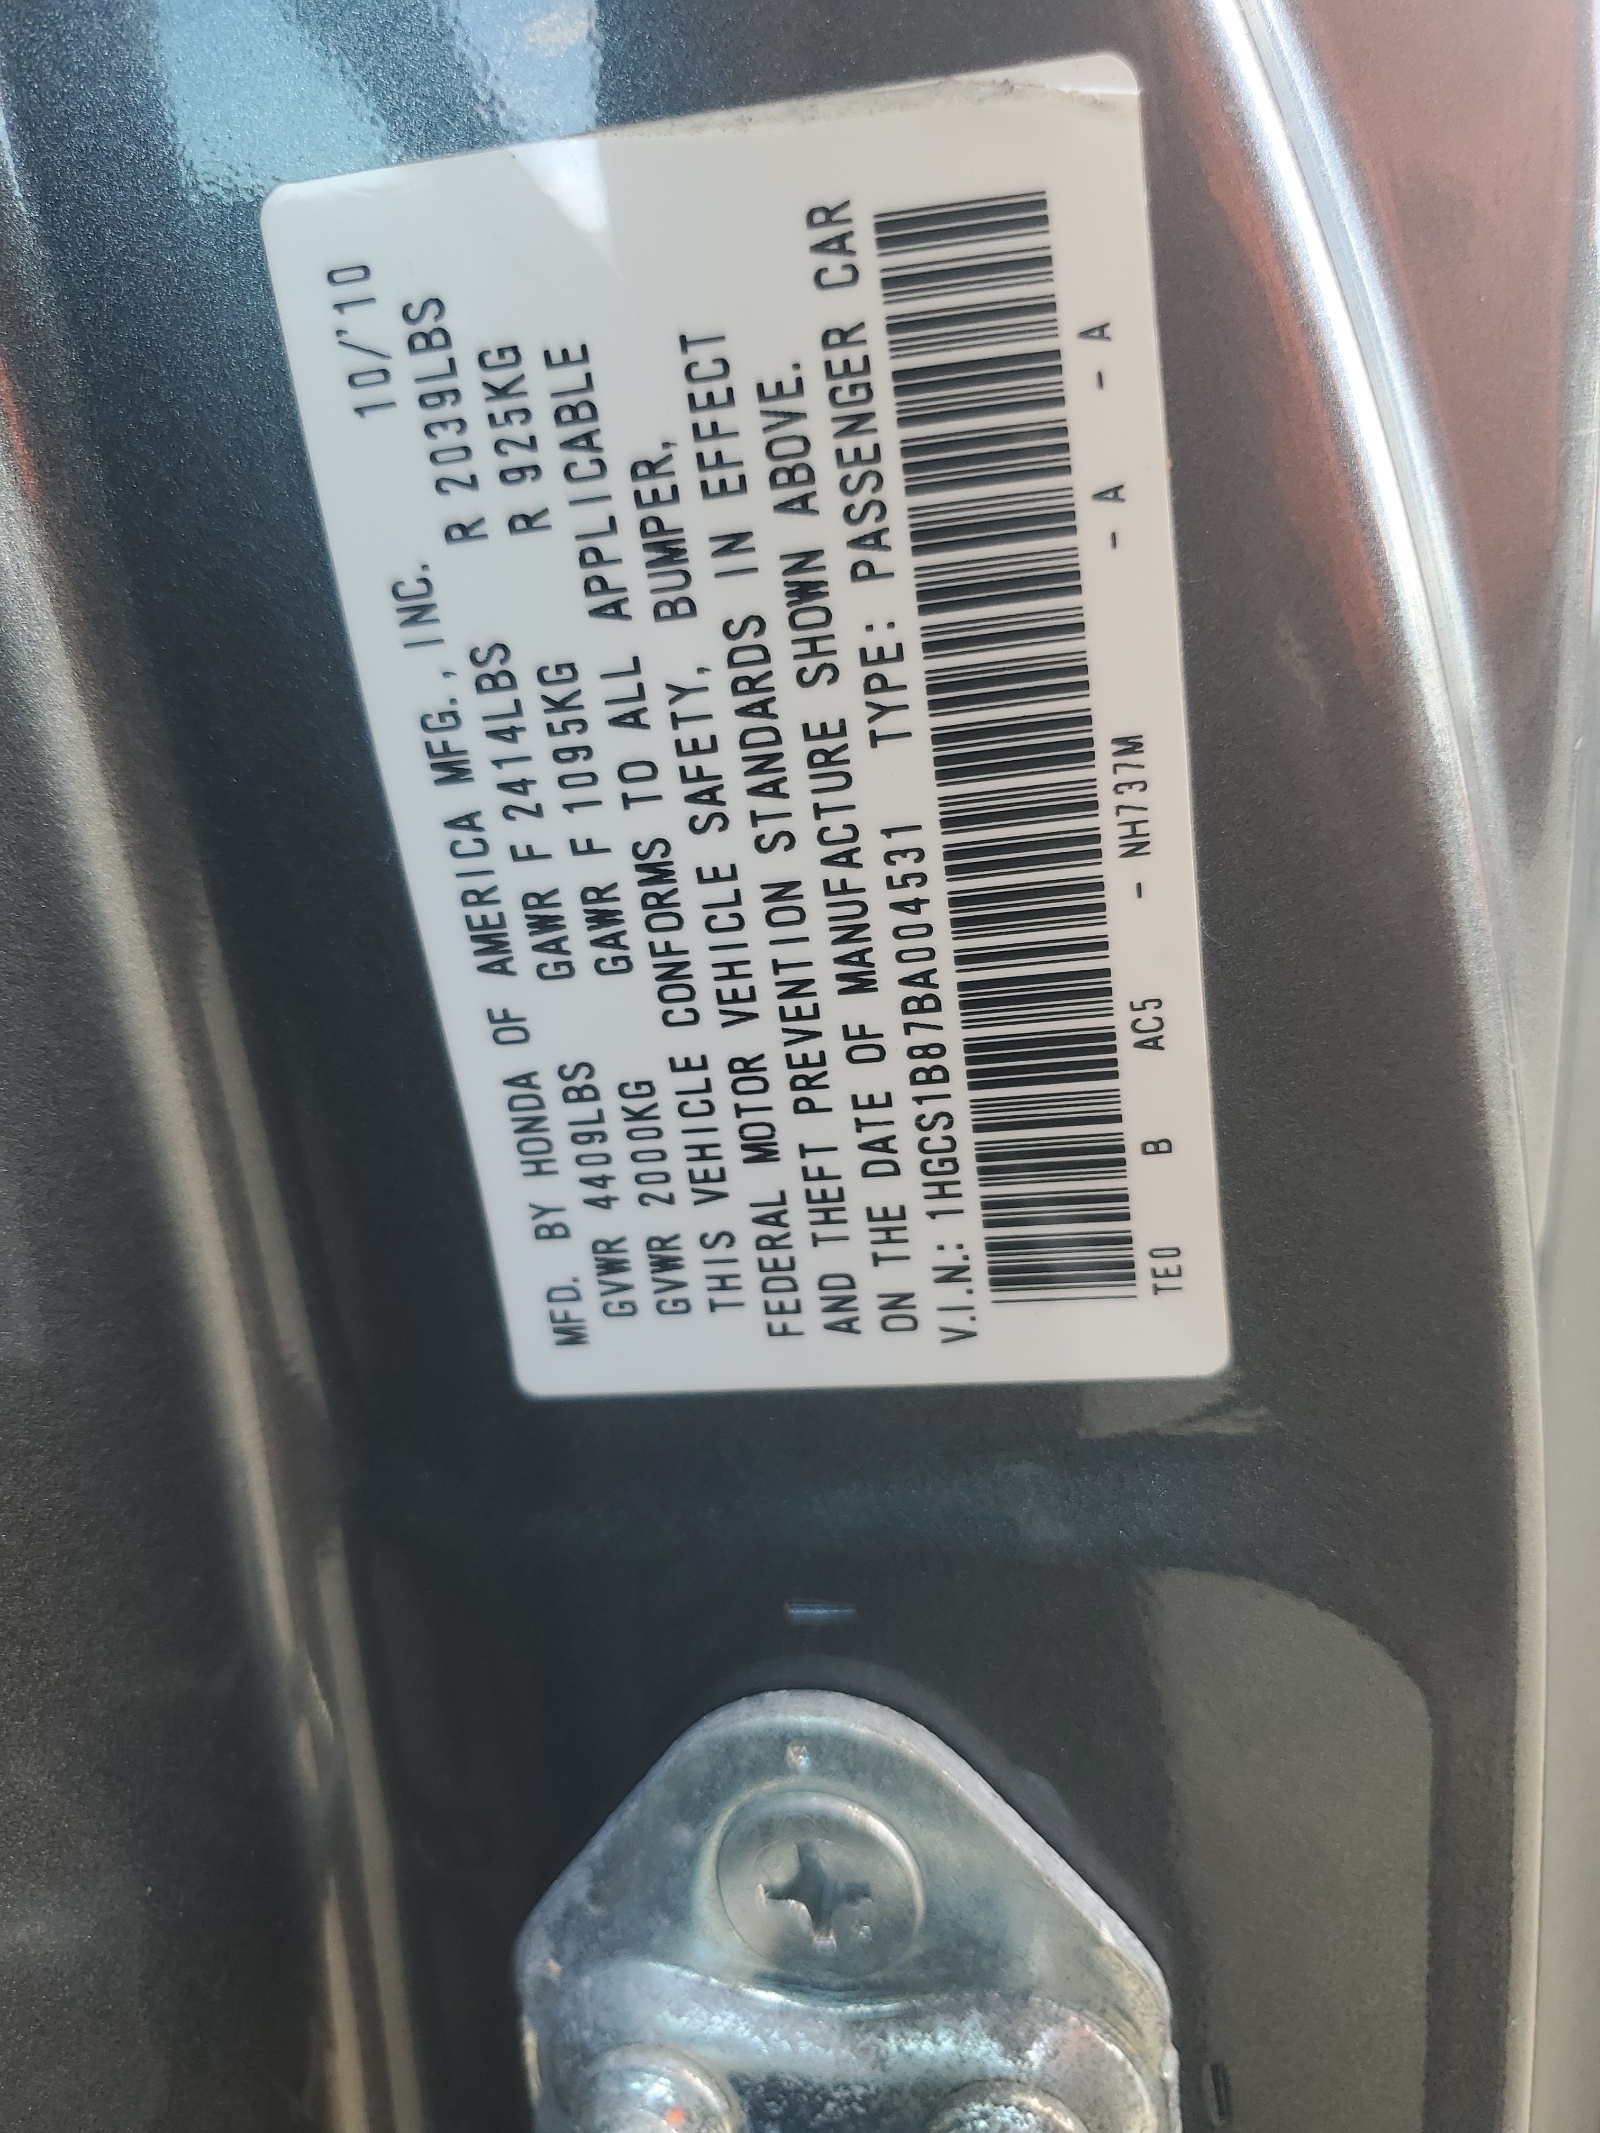 MFD. BY HONDA OF AMERICA MFG., INC. 10/'10
GVWR 4409LBS GAWR F 2414LBS R 2039LBS
GVWR 2000KG GAWR F 1095KG R 925KG
THIS VEHICLE CONFORMS TO ALL APPLICABLE
FEDERAL MOTOR VEHICLE SAFETY, BUMPER,
AND THEFT PREVENTION STANDARDS IN EFFECT
ON THE DATE OF MANUFACTURE SHOWN ABOVE.
V.I.N.: 1HGCS1B87BA004531 TYPE: PASSENGER CAR
TE0 B AC5 - NH737M - A - A